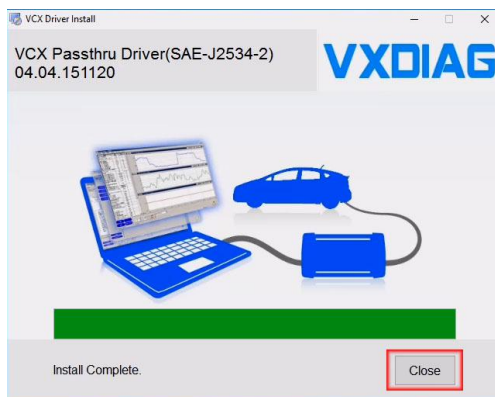 VCX Driver Install
VCX Passthru Driver(SAE-J2534-2)
04.04.151120
VXDIAG
Install Complete.
Close